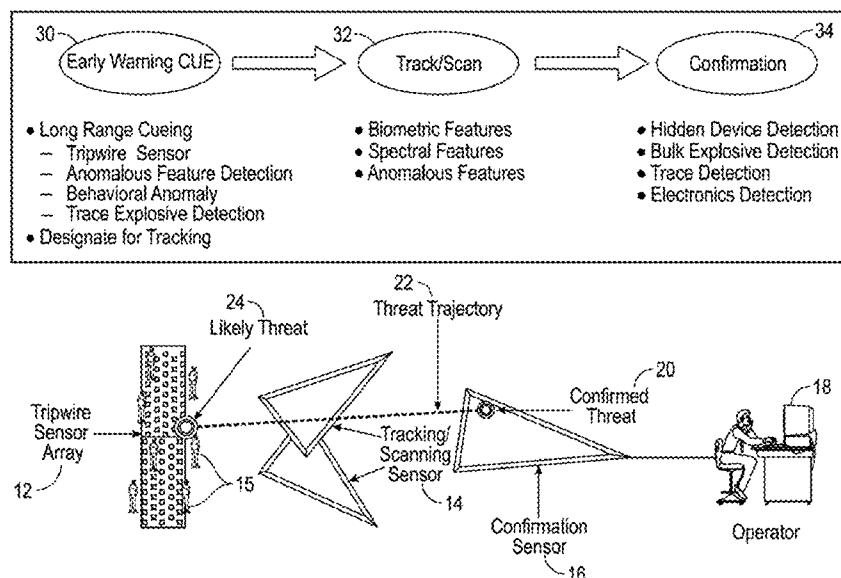 30
32
34
Early Warning CUE
Track/Scan
Confirmation
• Long Range Cueing
– Tripwire Sensor
– Anomalous Feature Detection
– Behavioral Anomaly
– Trace Explosive Detection
• Designate for Tracking
• Biometric Features
• Spectral Features
• Anomalous Features
• Hidden Device Detection
• Bulk Explosive Detection
• Trace Detection
• Electronics Detection
22
Threat Trajectory
24
Likely Threat
20
Confirmed
Threat
18
Tripwire
Sensor
Array
12
15
Tracking/
Scanning
Sensor
14
Confirmation
Sensor
16
Operator